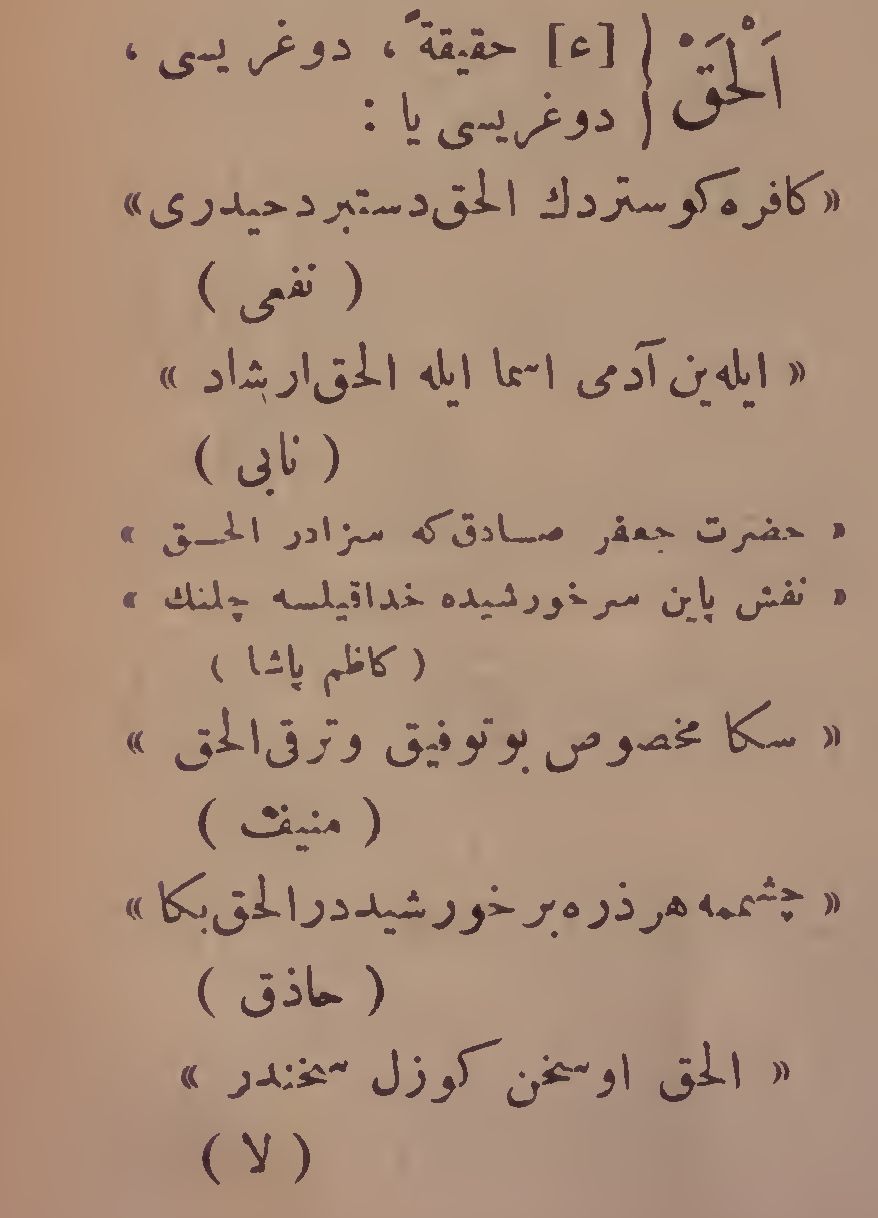 اَلْحَقْ { [ع] حقيقةً ، دوغريسى ،
دوغريسى يا :
« كافره كوستردك الحق دستبرد حيدرى »
( نفعى )
« ايله‌ين آدمى اسما ايله الحق ارشاد »
( نابى )
« حضرت جعفر صادق كه سزادر الحق »
« نقش پاين سر خورشيده خدا قيلسه چلنك »
( كاظم پاشا )
« سكا مخصوص بو توفيق و ترقى الحق »
( منيف )
« چشممه هر ذره بر خورشيددر الحق بكا »
( حاذق )
« الحق او سخن كوزل سخندر »
( لا )